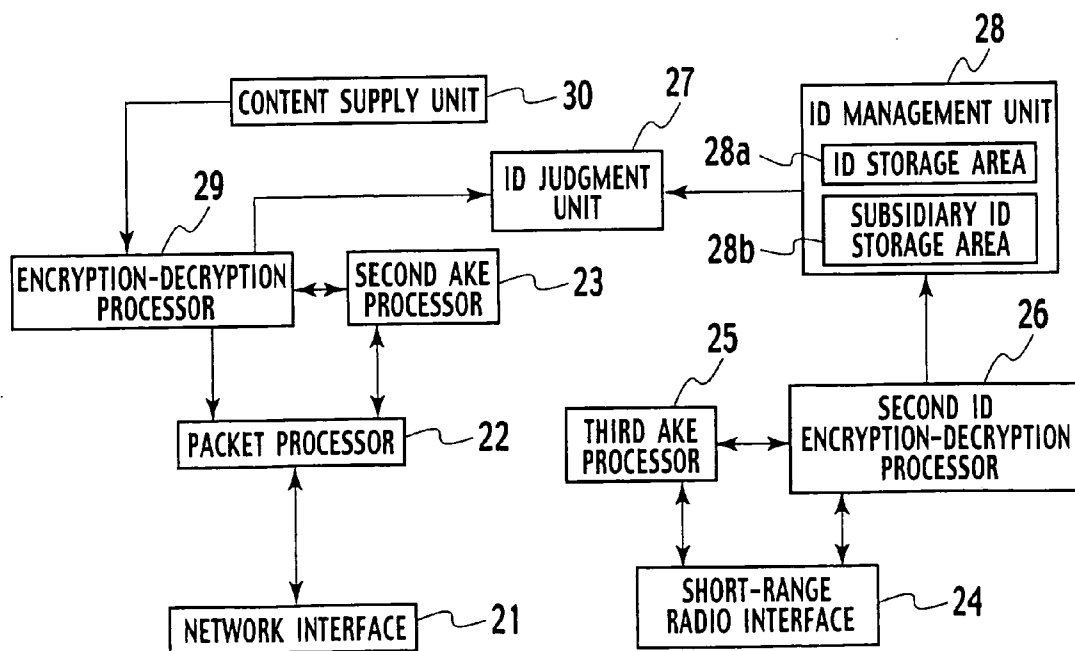 28
CONTENT SUPPLY UNIT
30
27
ID MANAGEMENT UNIT
28a
ID STORAGE AREA
29
ID JUDGMENT
UNIT
28b
SUBSIDIARY ID
STORAGE AREA
ENCRYPTION-DECRYPTION
PROCESSOR
SECOND AKE
PROCESSOR
23
26
25
PACKET PROCESSOR
22
THIRD AKE
PROCESSOR
SECOND ID
ENCRYPTION-DECRYPTION
PROCESSOR
NETWORK INTERFACE
21
SHORT-RANGE
RADIO INTERFACE
24